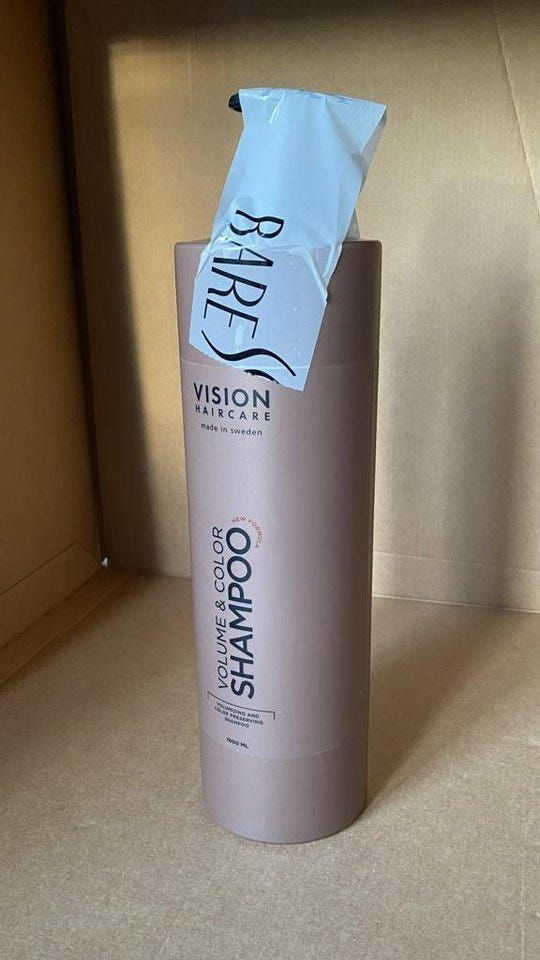 BARE
VISION
HAIRCARE
made in sweden
VOLUME & COLOR
SHAMPOO
NEW FORMULA
VOLUMIZING AND
COLOR PRESERVING
SHAMPOO
1000 ML